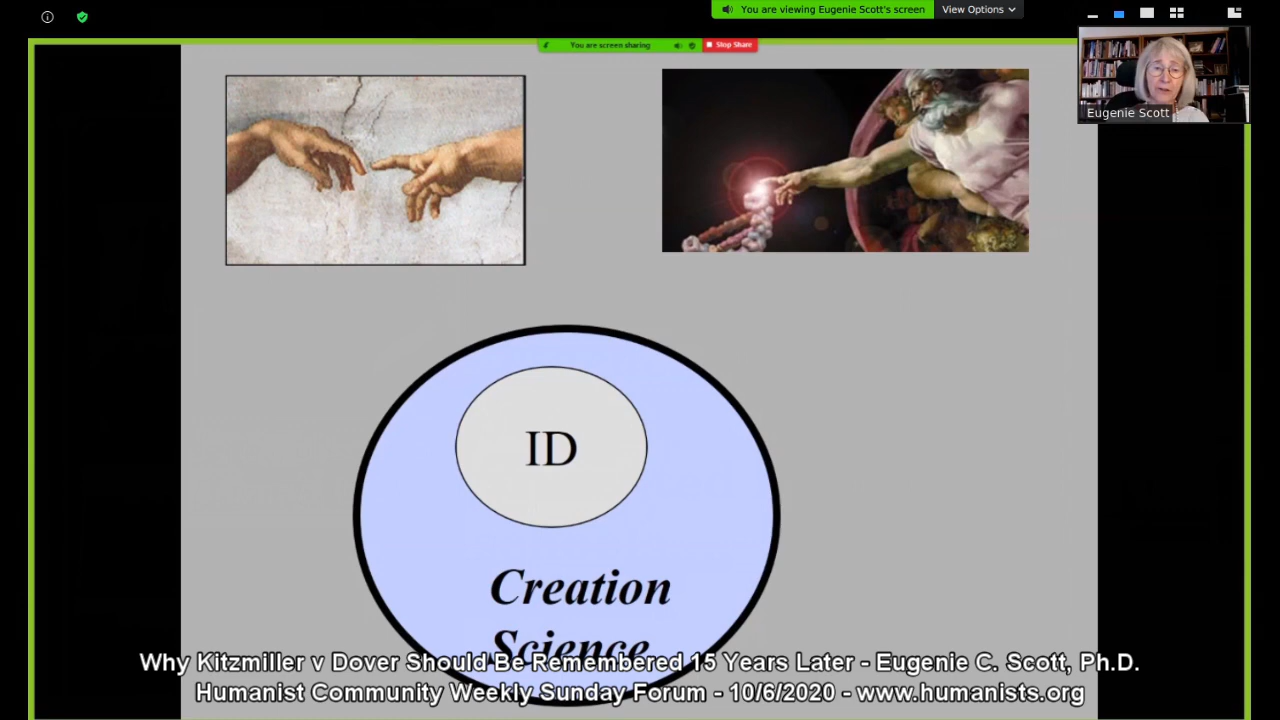 You are viewing Eugenie Scott's screen
View Options
You are screen sharing
Stop Share
Eugenie Scott
ID
Creation
Science
Why Kitzmiller v Dover Should Be Remembered 15 Years Later - Eugenie C. Scott, Ph.D.
Humanist Community Weekly Sunday Forum - 10/6/2020 - www.humanists.org